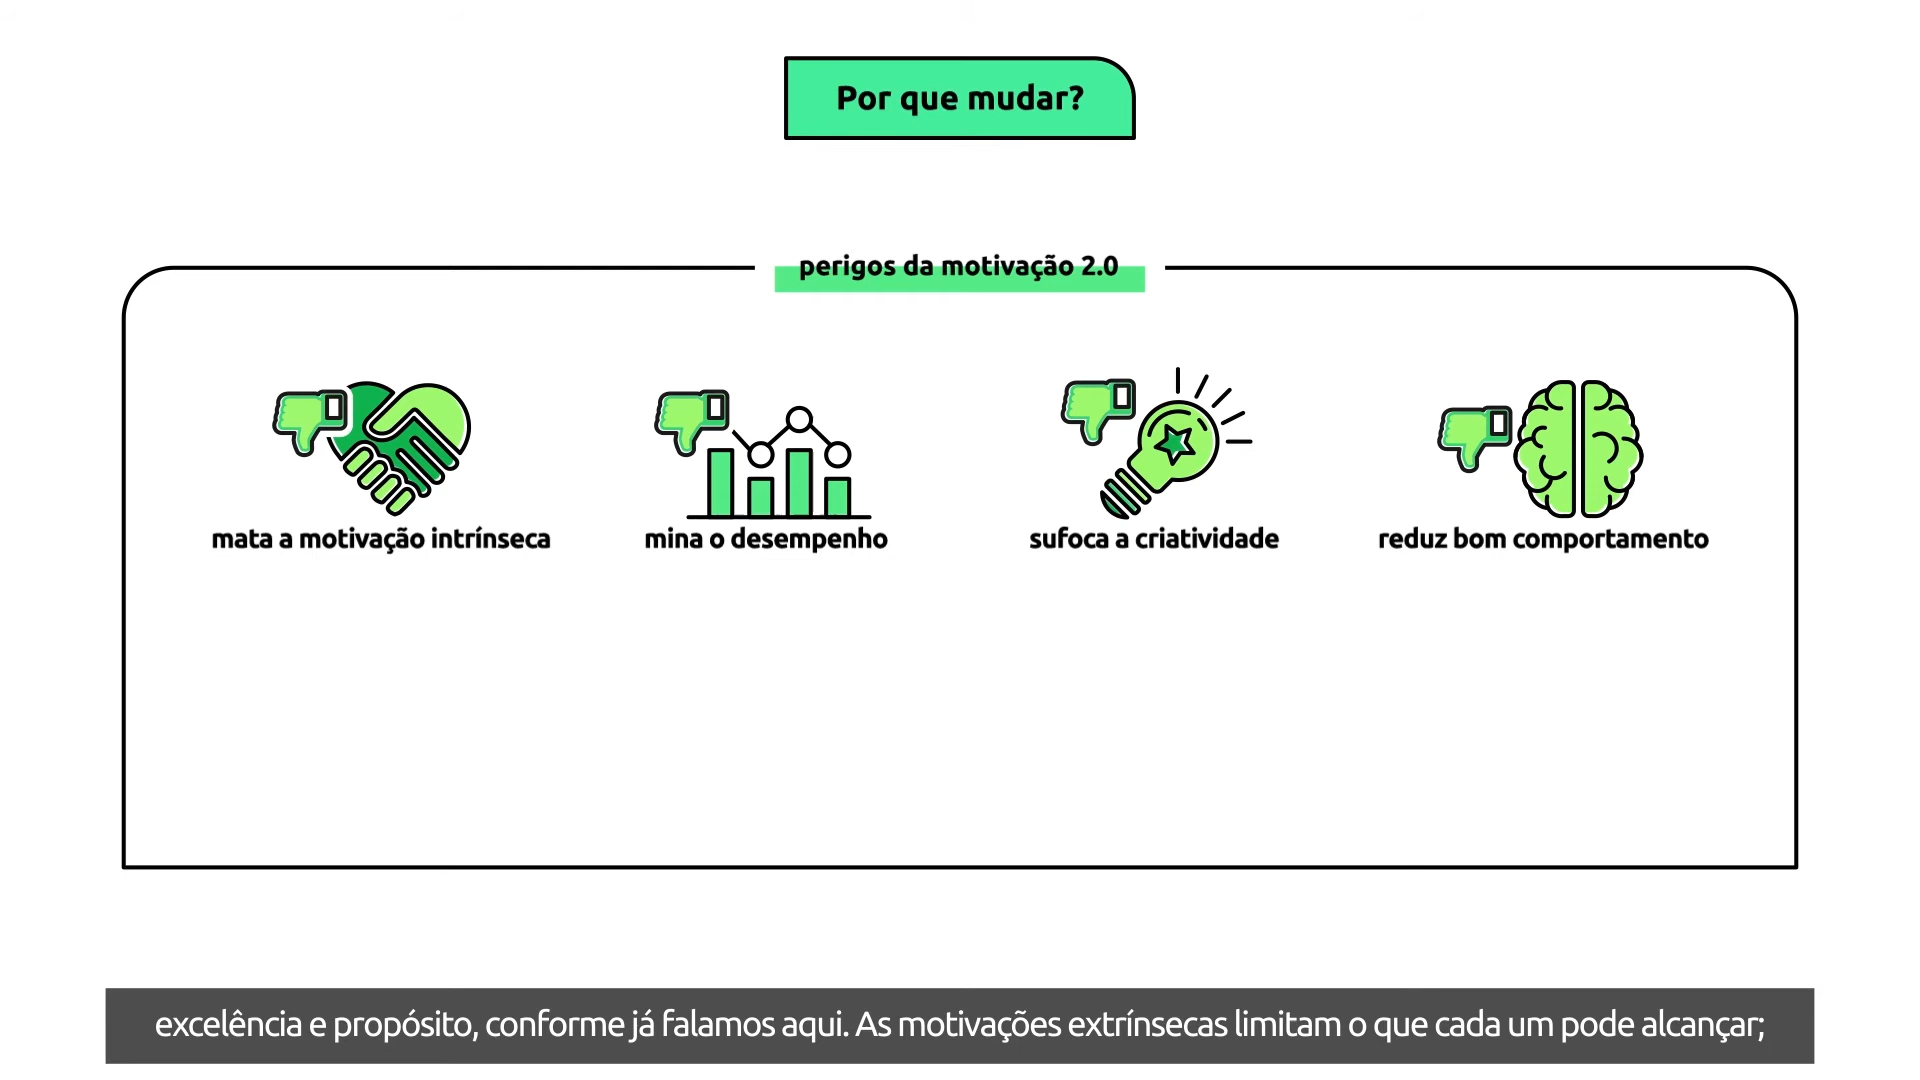 Por que mudar?
perigos da motivação 2.0
mata a motivação intrínseca
mina o desempenho
sufoca a criatividade
reduz bom comportamento
excelência e propósito, conforme já falamos aqui. As motivações extrínsecas limitam o que cada um pode alcançar;